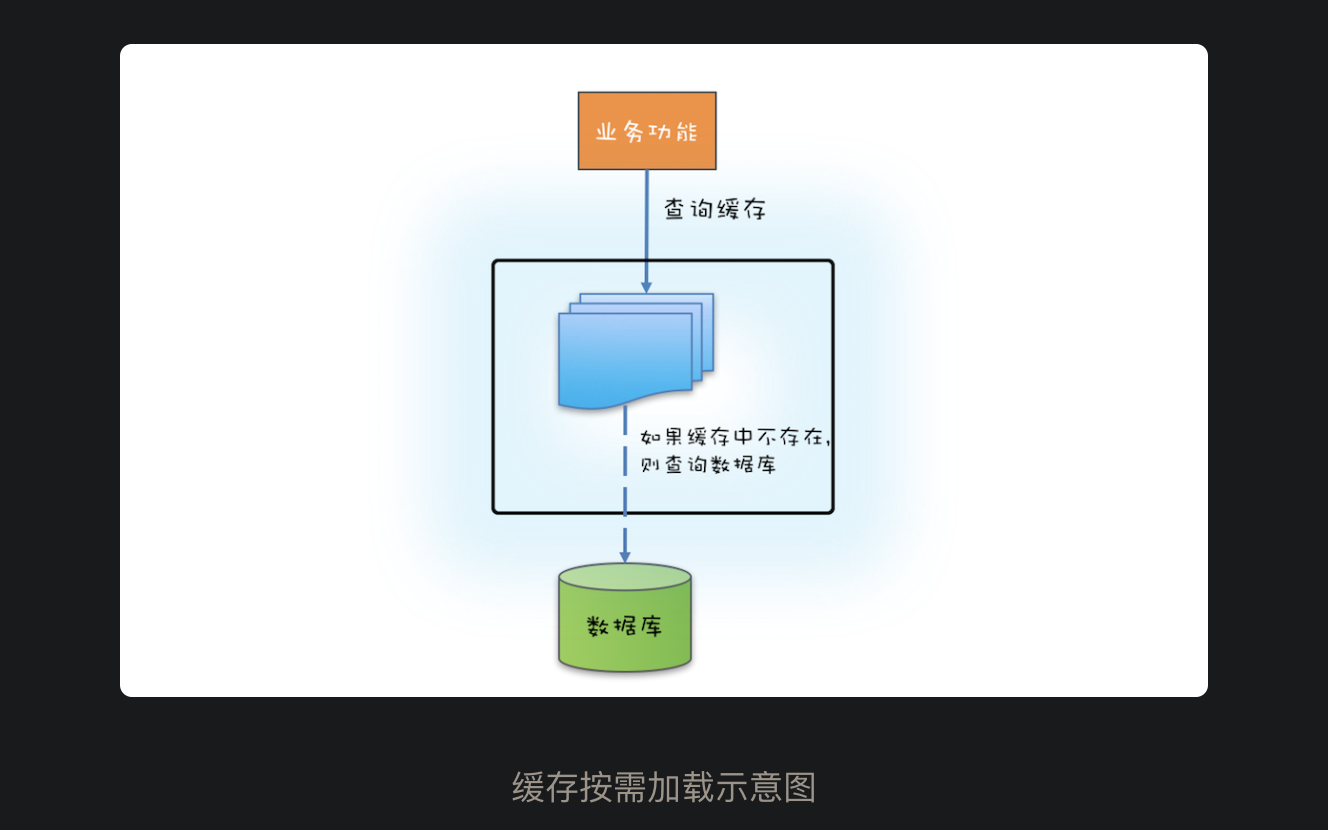 业务功能
查询缓存
如果缓存中不存在,
则查询数据库
数据库
缓存按需加载示意图